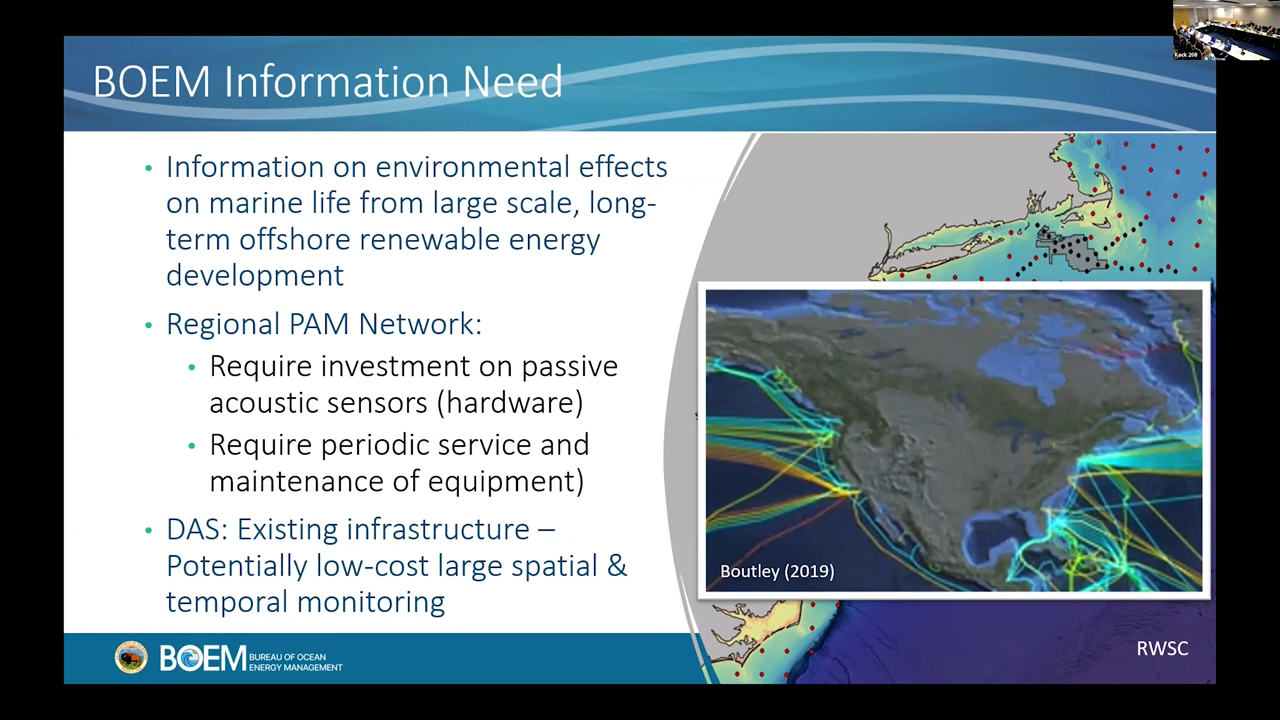 BOEM Information Need
• Information on environmental effects
on marine life from large scale, long-
term offshore renewable energy
development
• Regional PAM Network:
• Require investment on passive
acoustic sensors (hardware)
• Require periodic service and
maintenance of equipment)
• DAS: Existing infrastructure –
Potentially low-cost large spatial &
temporal monitoring
Boutley (2019)
RWSC
BOEM BUREAU OF OCEAN
ENERGY MANAGEMENT
Keck 208